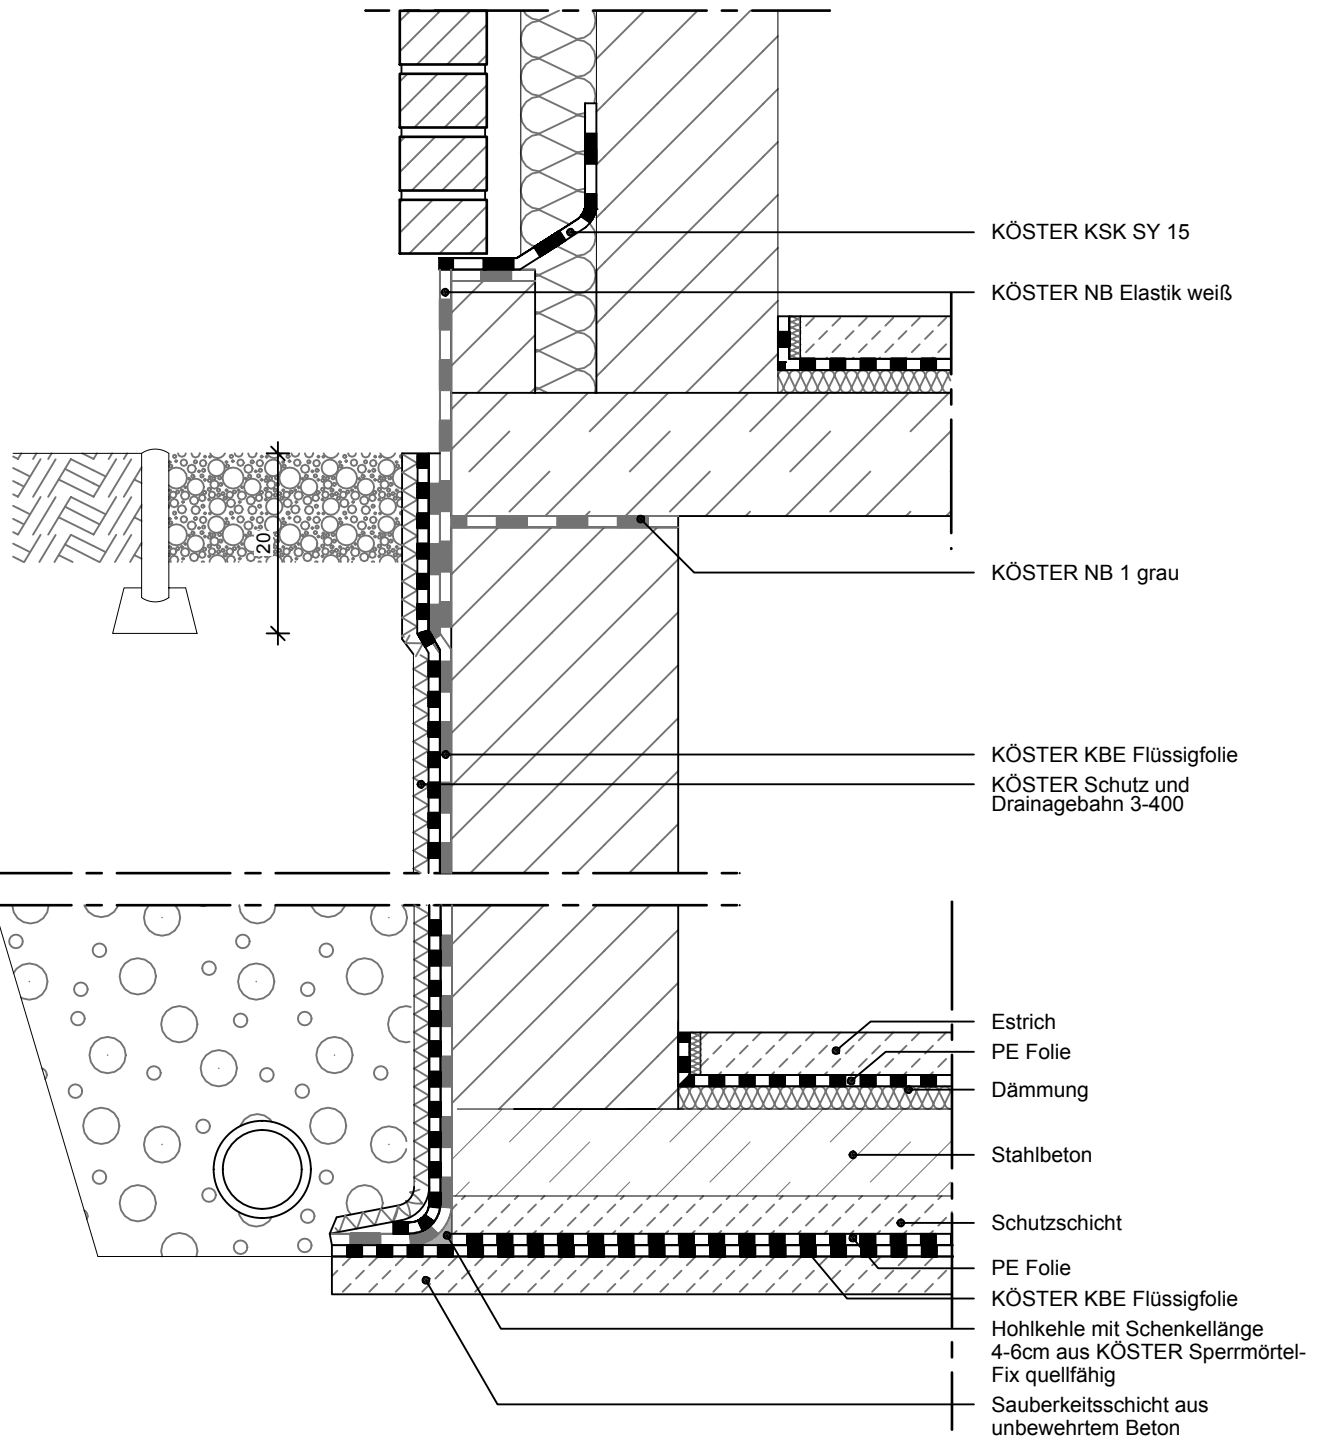 KÖSTER KSK SY 15
KÖSTER NB Elastik weiß
20
KÖSTER NB 1 grau
KÖSTER KBE Flüssigfolie
KÖSTER Schutz und
Drainagebahn 3-400
Estrich
PE Folie
Dämmung
Stahlbeton
Schutzschicht
PE Folie
KÖSTER KBE Flüssigfolie
Hohlkehle mit Schenkellänge
4-6cm aus KÖSTER Sperrmörtel-
Fix quellfähig
Sauberkeitsschicht aus
unbewehrtem Beton